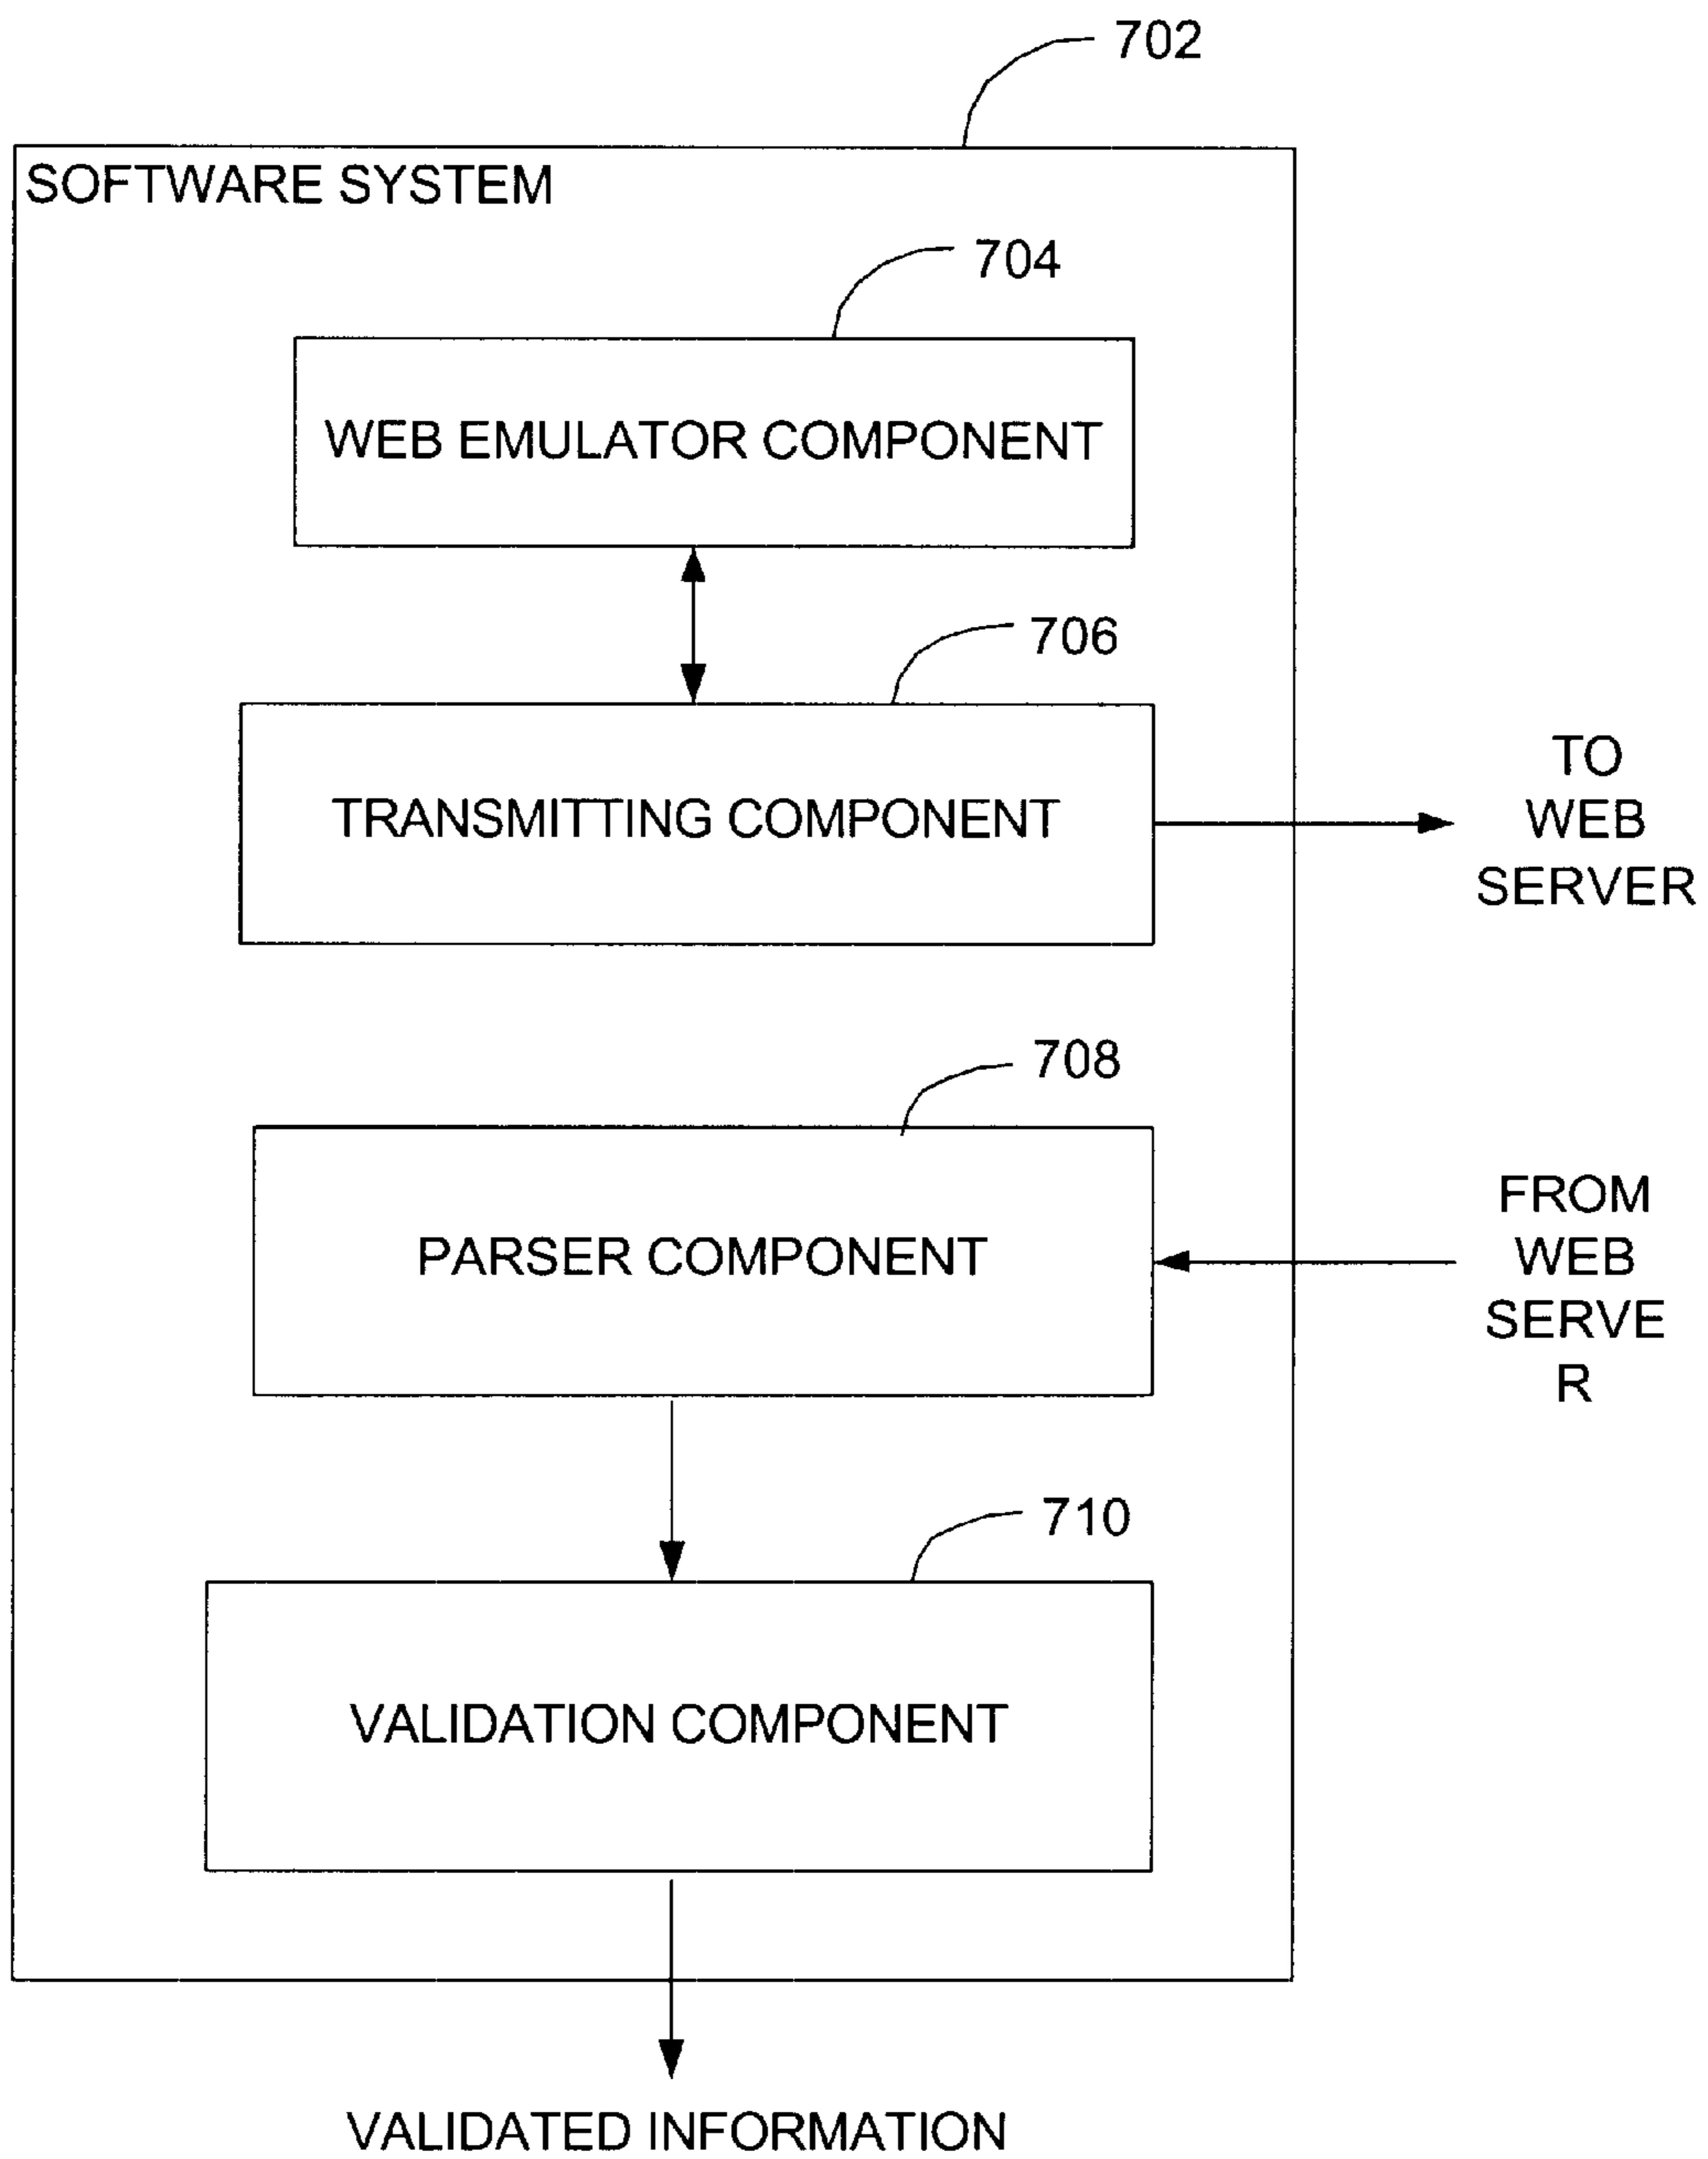 702
SOFTWARE SYSTEM
704
WEB EMULATOR COMPONENT
706
TRANSMITTING COMPONENT
TO
WEB
SERVER
708
PARSER COMPONENT
FROM
WEB
SERVE
R
710
VALIDATION COMPONENT
VALIDATED INFORMATION